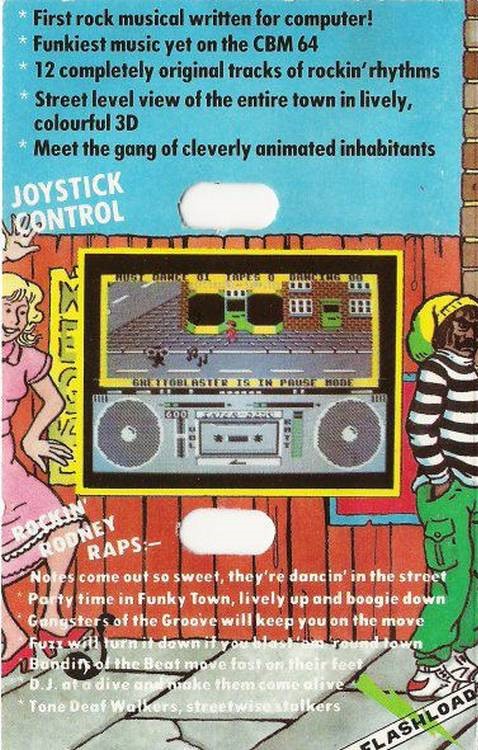 * First rock musical written for computer!
* Funkiest music yet on the CBM 64
* 12 completely original tracks of rockin' rhythms
* Street level view of the entire town in lively,
colourful 3D
* Meet the gang of cleverly animated inhabitants
JOYSTICK
CONTROL
MUST DANCE 01 TAPES 0 DANCING 00
GHETTOBLASTER IS IN PAUSE MODE
600
VOL
BATT
ROCKIN'
RODNEY
RAPS:—
Notes come out so sweet, they're dancin' in the street
* Party time in Funky Town, lively up and boogie down
* Gangsters of the Groove will keep you on the move
* Fuzz will turn it down if you blast 'em 'round town
* Bandits of the Beat move fast on their feet
* D.J. at a dive and make them come alive
* Tone Deaf Walkers, streetwise stalkers
FLASHLOAD